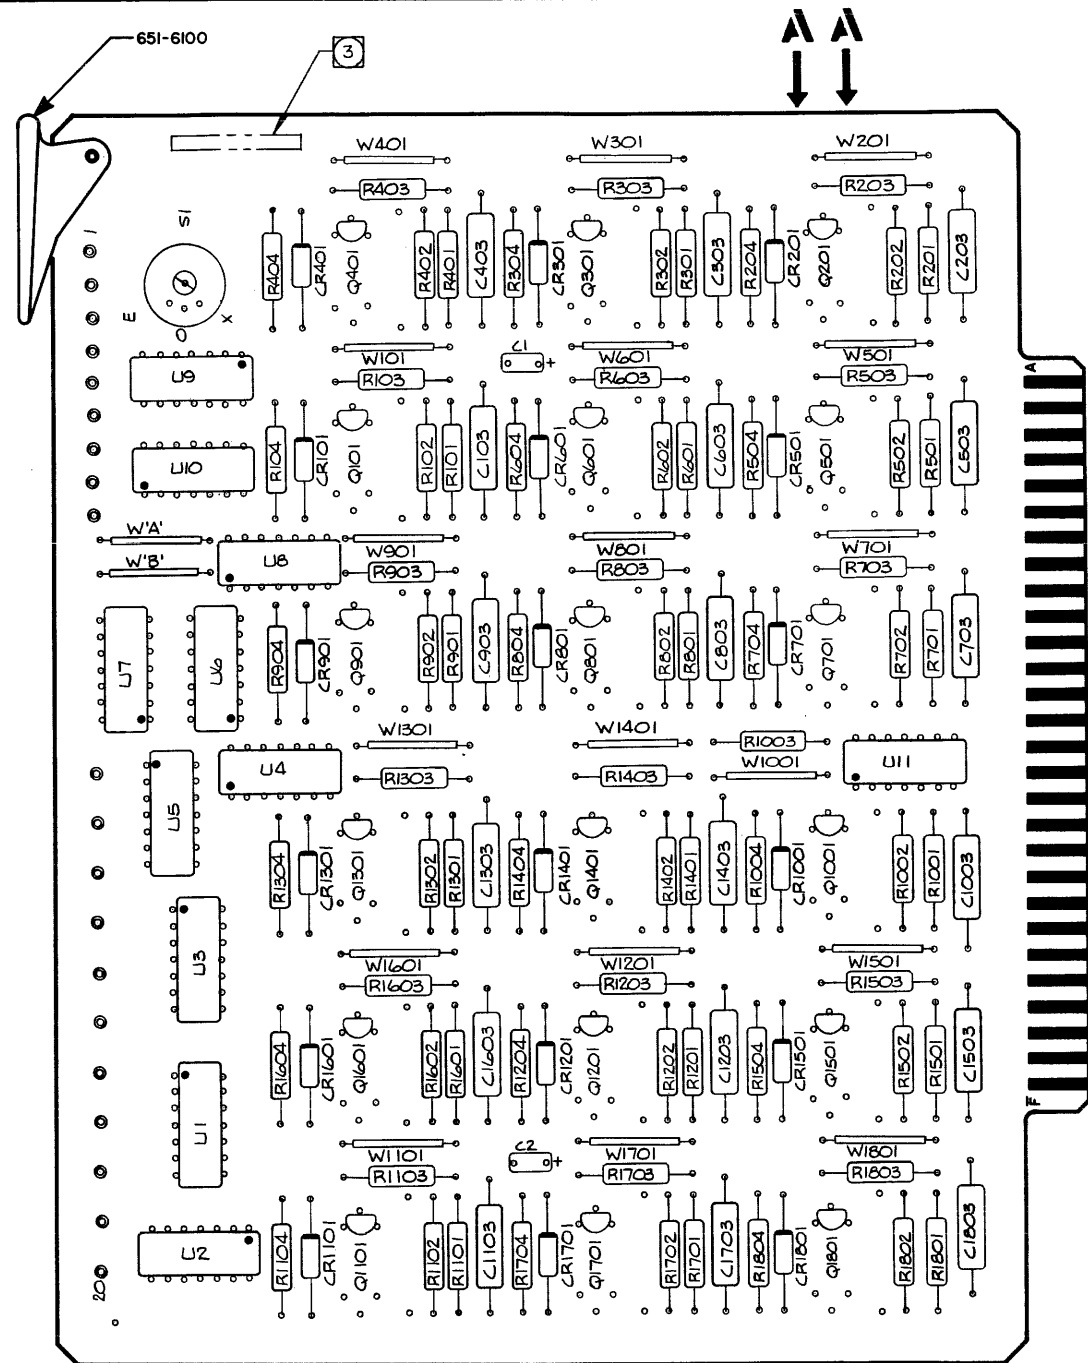 651-6100
3
A A
W401 W301 W201
R403 R303 R203
1 S1 E O X
R404 CR401 Q401 R402 R401 C403 R304 CR301 Q301 R302 R301 C303 R204 CR201 Q201 R202 R201 C203
W101 C1 + W601 W501
U9 R103 R603 R503 A
U10 R104 CR101 Q101 R102 R101 C103 R604 CR601 Q601 R602 R601 C603 R504 CR501 Q501 R502 R501 C503
W'A'
W'B' U8 W901 W801 W701
R903 R803 R703
U7 U6 R904 CR901 Q901 R902 R901 C903 R804 CR801 Q801 R802 R801 C803 R704 CR701 Q701 R702 R701 C703
W1301 W1401 R1003
U4 R1303 R1403 W1001 U11
U5 R1304 CR1301 Q1301 R1302 R1301 C1303 R1404 CR1401 Q1401 R1402 R1401 C1403 R1004 CR1001 Q1001 R1002 R1001 C1003
U3 W1601 W1201 W1501
R1603 R1203 R1503
R1604 CR1601 Q1601 R1602 R1601 C1603 R1204 CR1201 Q1201 R1202 R1201 C1203 R1504 CR1501 Q1501 R1502 R1501 C1503 F
U1 W1101 C2 + W1701 W1801
R1103 R1703 R1803
U2 R1104 CR1101 Q1101 R1102 R1101 C1103 R1704 CR1701 Q1701 R1702 R1701 C1703 R1804 CR1801 Q1801 R1802 R1801 C1803
20